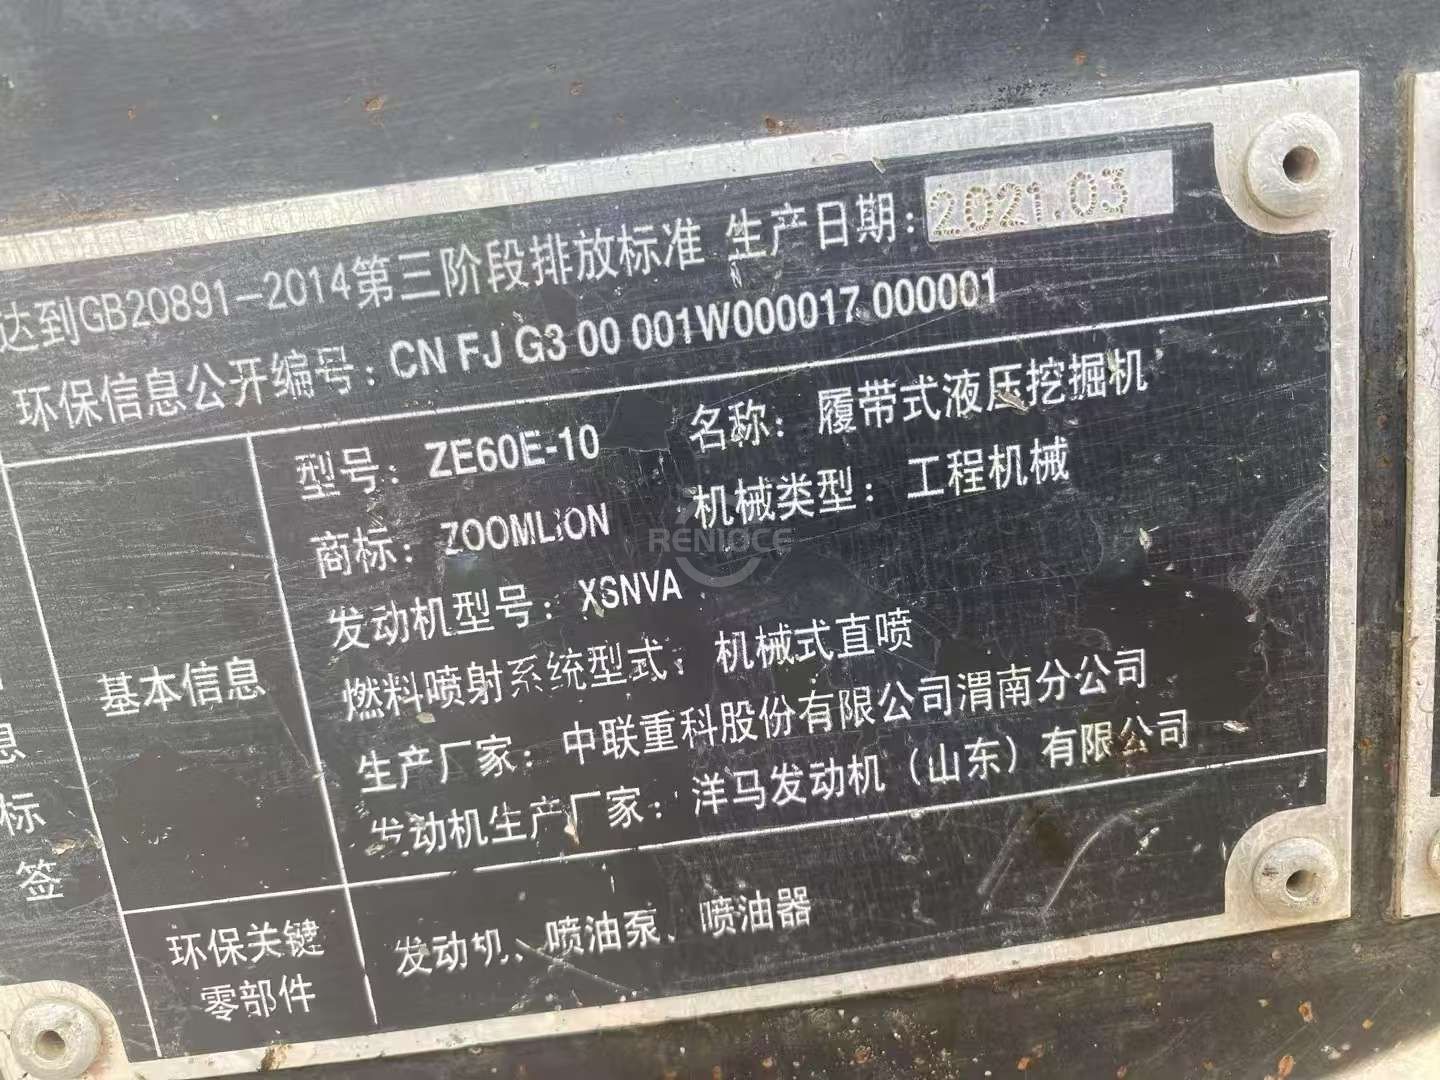 达到GB20891-2014第三阶段排放标准 生产日期: 2021.03
环保信息公开编号: CN FJ G3 00 001W000017 000001
型号: ZE60E-10 名称: 履带式液压挖掘机
商标: ZOOMLION 机械类型: 工程机械
发动机型号: XSNVA
燃料喷射系统型式: 机械式直喷
生产厂家: 中联重科股份有限公司渭南分公司
发动机生产厂家: 洋马发动机(山东)有限公司
基本信息
环保关键
零部件
发动机、喷油泵、喷油器
息
标
签
RENIOCE